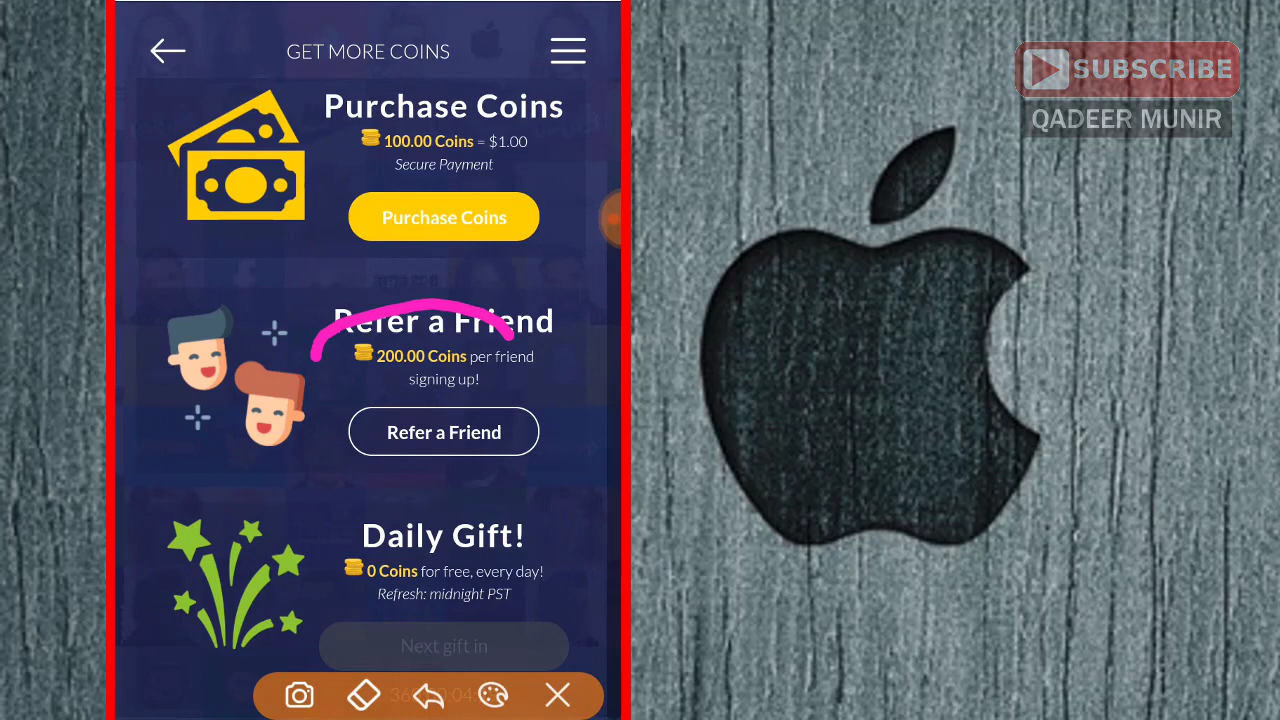 GET MORE COINS
SUBSCRIBE
QADEER MUNIR
Purchase Coins
100.00 Coins = $1.00
Secure Payment
Purchase Coins
Refer a Friend
200.00 Coins per friend
signing up!
Refer a Friend
Daily Gift!
0 Coins for free, every day!
Refresh: midnight PST
Next gift in